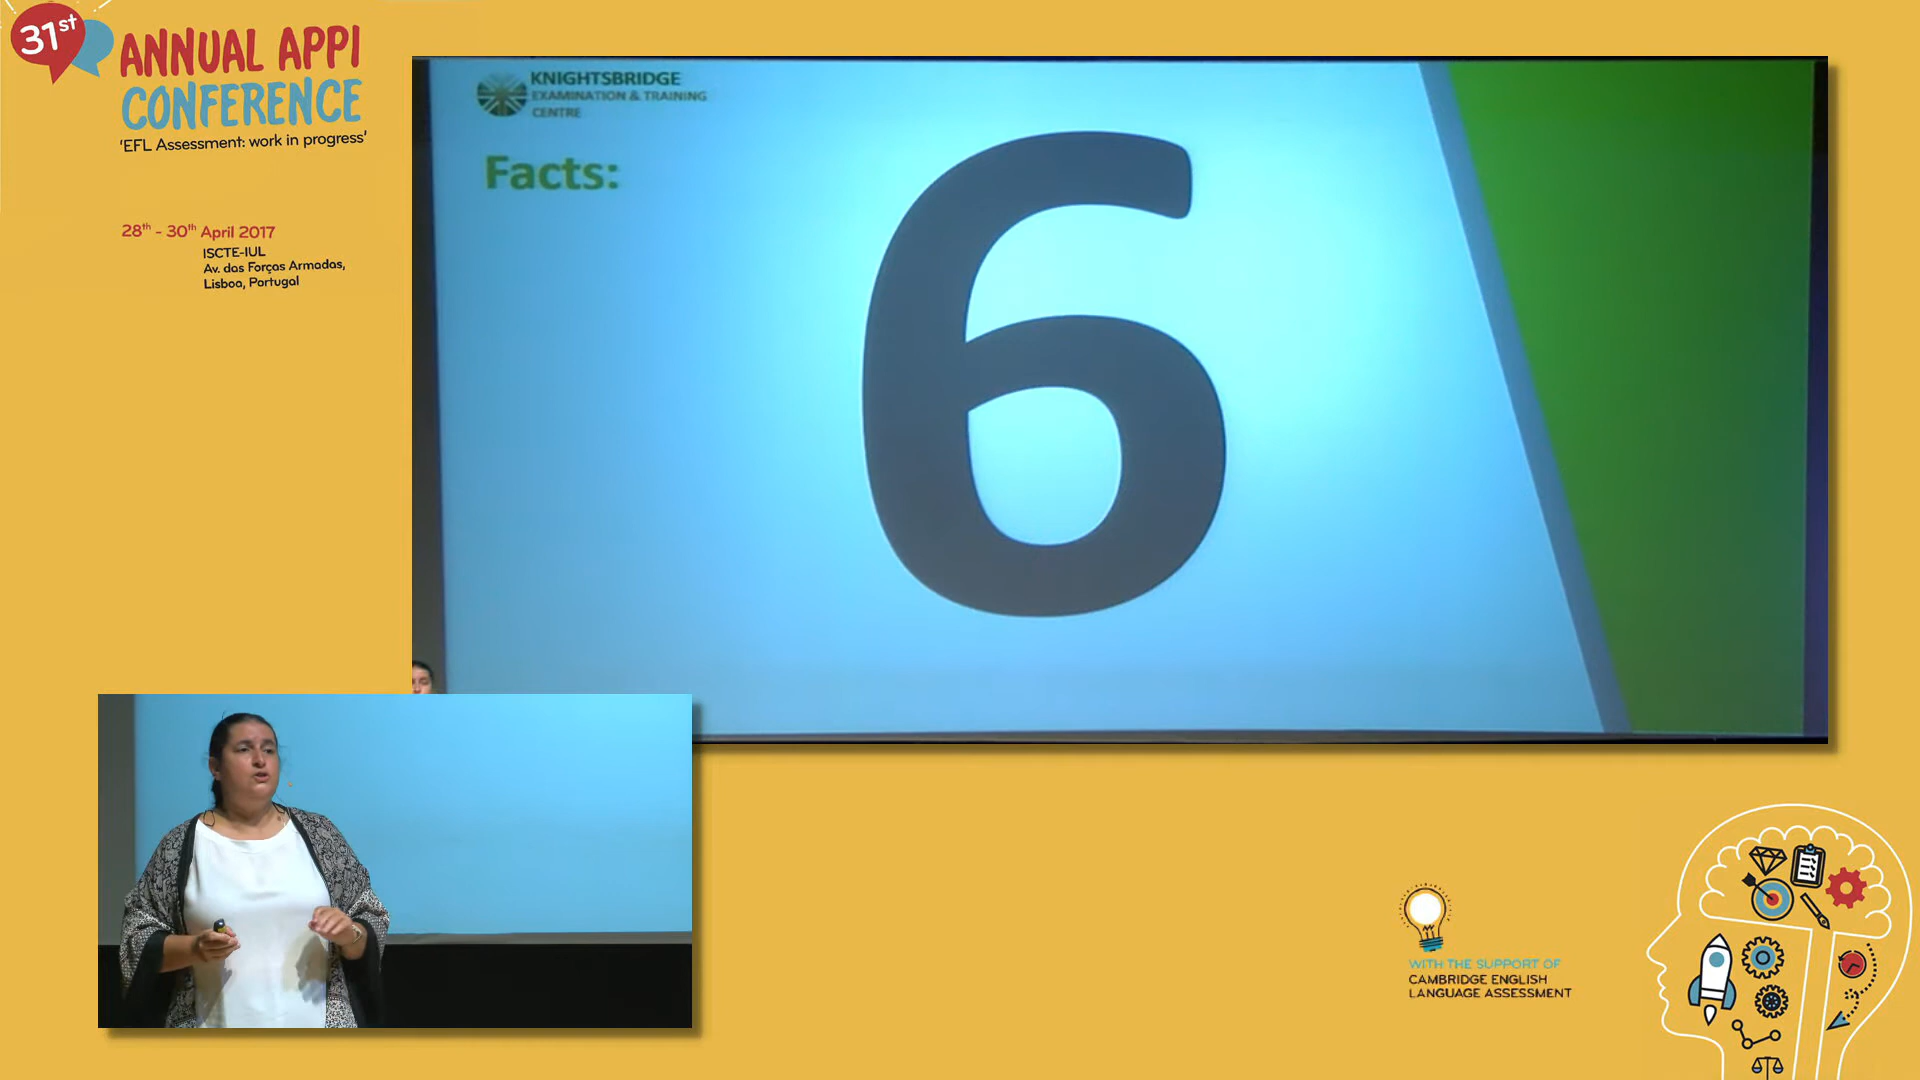 31st
ANNUAL APPI
CONFERENCE
'EFL Assessment: work in progress'
28th - 30th April 2017
ISCTE-IUL
Av. das Forças Armadas,
Lisboa, Portugal
KNIGHTSBRIDGE
EXAMINATION & TRAINING
CENTRE
Facts:
6
WITH THE SUPPORT OF
CAMBRIDGE ENGLISH
LANGUAGE ASSESSMENT